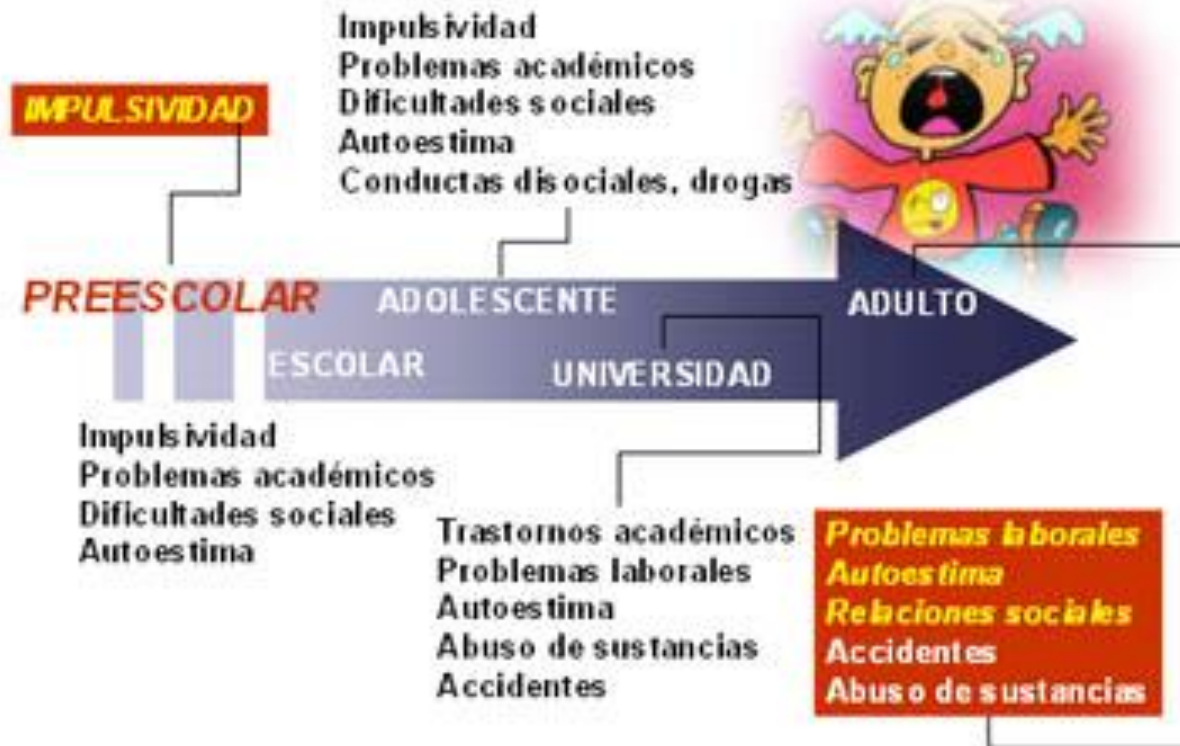 Impulsividad
Problemas académicos
Dificultades sociales
Autoestima
Conductas disociales, drogas
IMPULSIVIDAD
PREESCOLAR
ADOLESCENTE
ADULTO
ESCOLAR
UNIVERSIDAD
Impulsividad
Problemas académicos
Dificultades sociales
Autoestima
Trastornos académicos
Problemas laborales
Autoestima
Abuso de sustancias
Accidentes
Problemas laborales
Autoestima
Relaciones sociales
Accidentes
Abuso de sustancias